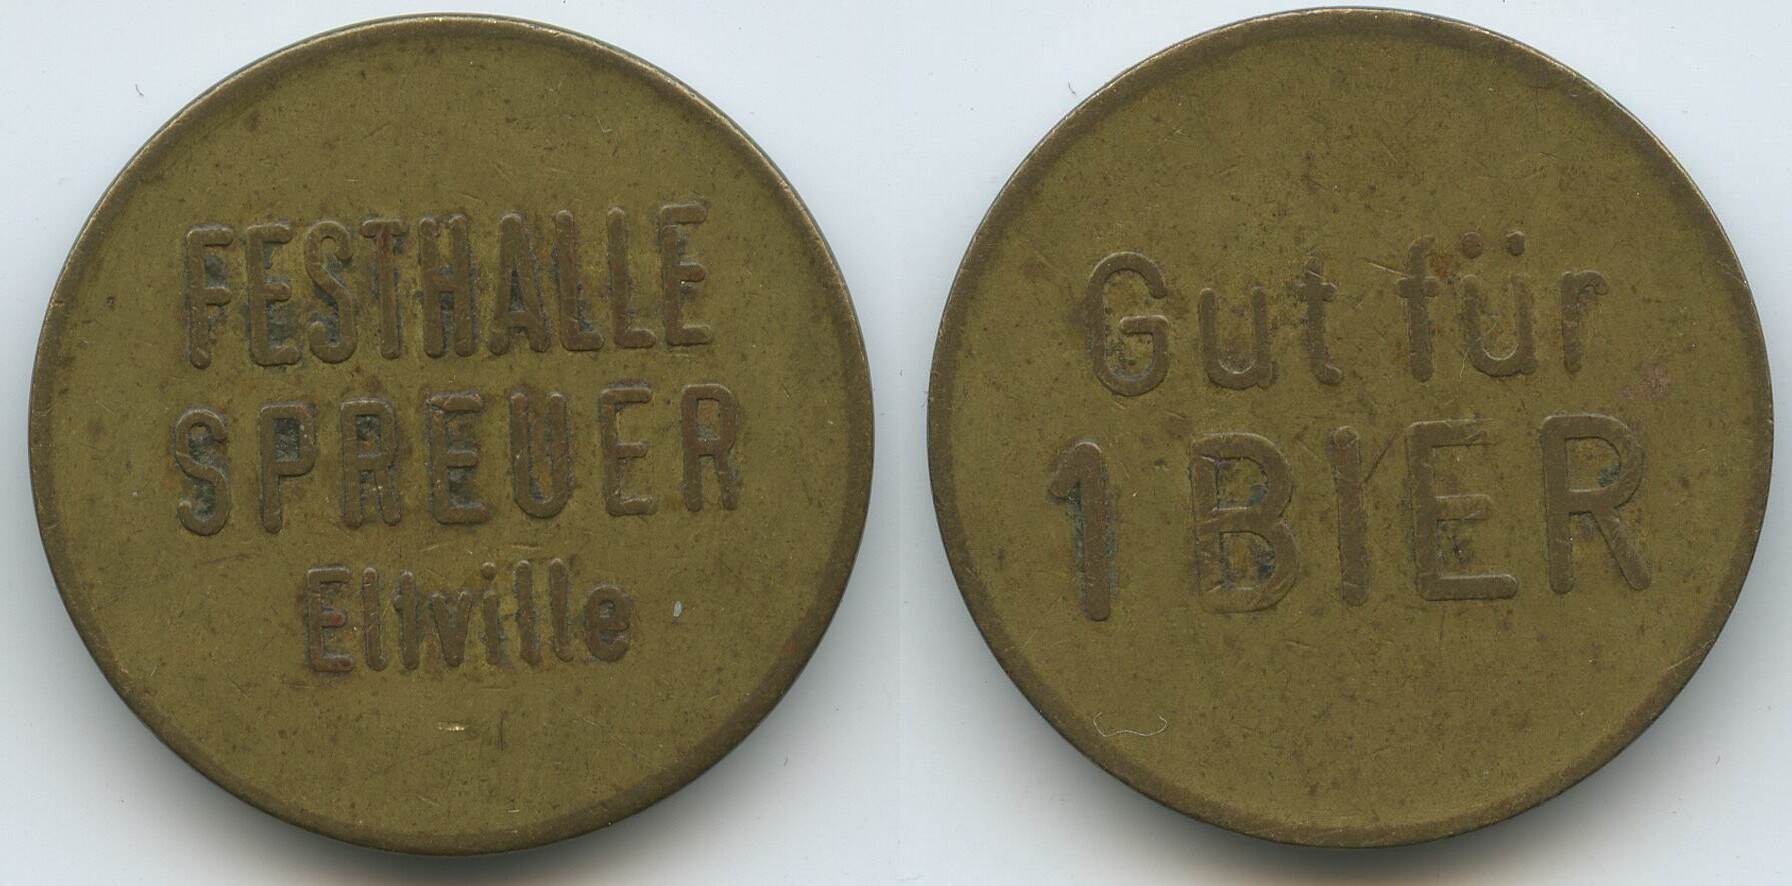 FESTHALLE
SPREUER
Eltville
Gut für
1 BIER